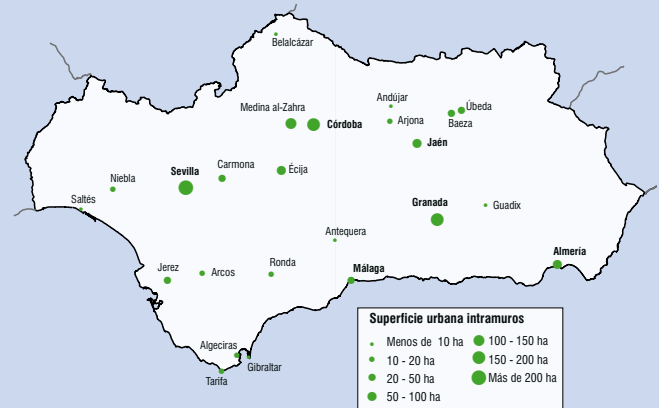 Belalcázar
Medina al-Zahra
Córdoba
Andújar
Arjona
Úbeda
Baeza
Jaén
Niebla
Sevilla
Carmona
Écija
Saltés
Granada
Guadix
Antequera
Almería
Jerez
Arcos
Ronda
Málaga
Algeciras
Gibraltar
Tarifa
Superficie urbana intramuros
Menos de 10 ha
10 - 20 ha
20 - 50 ha
50 - 100 ha
100 - 150 ha
150 - 200 ha
Más de 200 ha